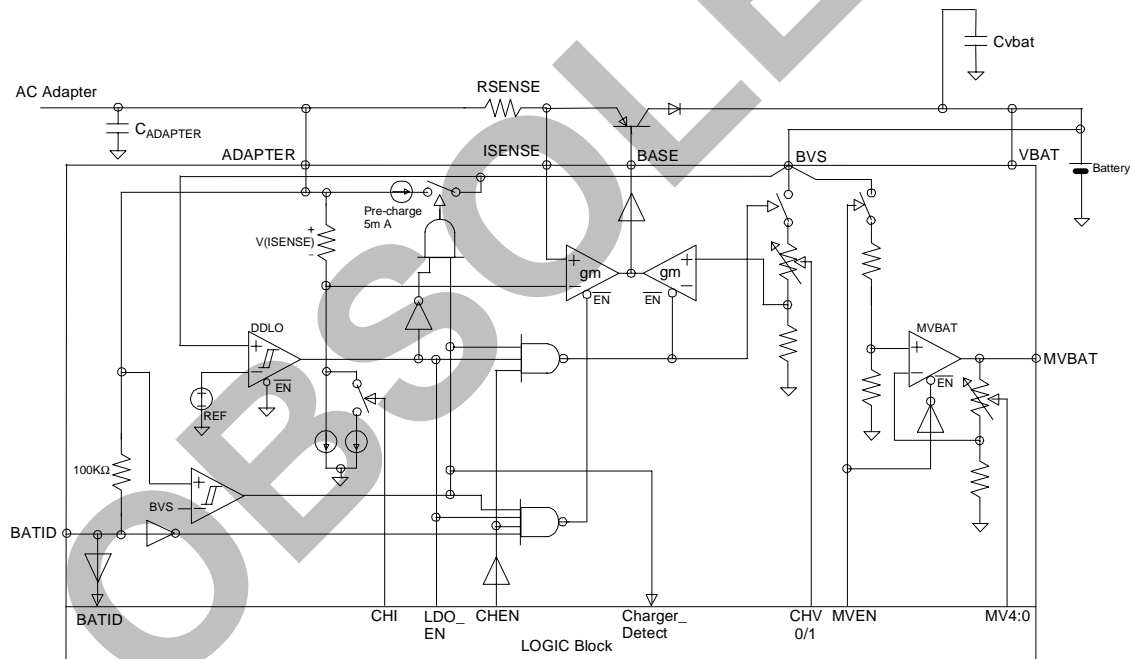 Cvbat
RSENSE
AC Adapter
C_ADAPTER
ADAPTER
ISENSE
BASE
BVS
VBAT
Battery
Pre-charge
5m A
+
V(ISENSE)
−
+
gm
−
EN
+
gm
−
EN
DDLO
+
−
EN
REF
+
−
MVBAT
+
−
EN
MVBAT
100KΩ
+
BVS
−
BATID
BATID
CHI
LDO_
EN
CHEN
Charger_
Detect
CHV
0/1
MVEN
MV4:0
LOGIC Block
OBSOLE